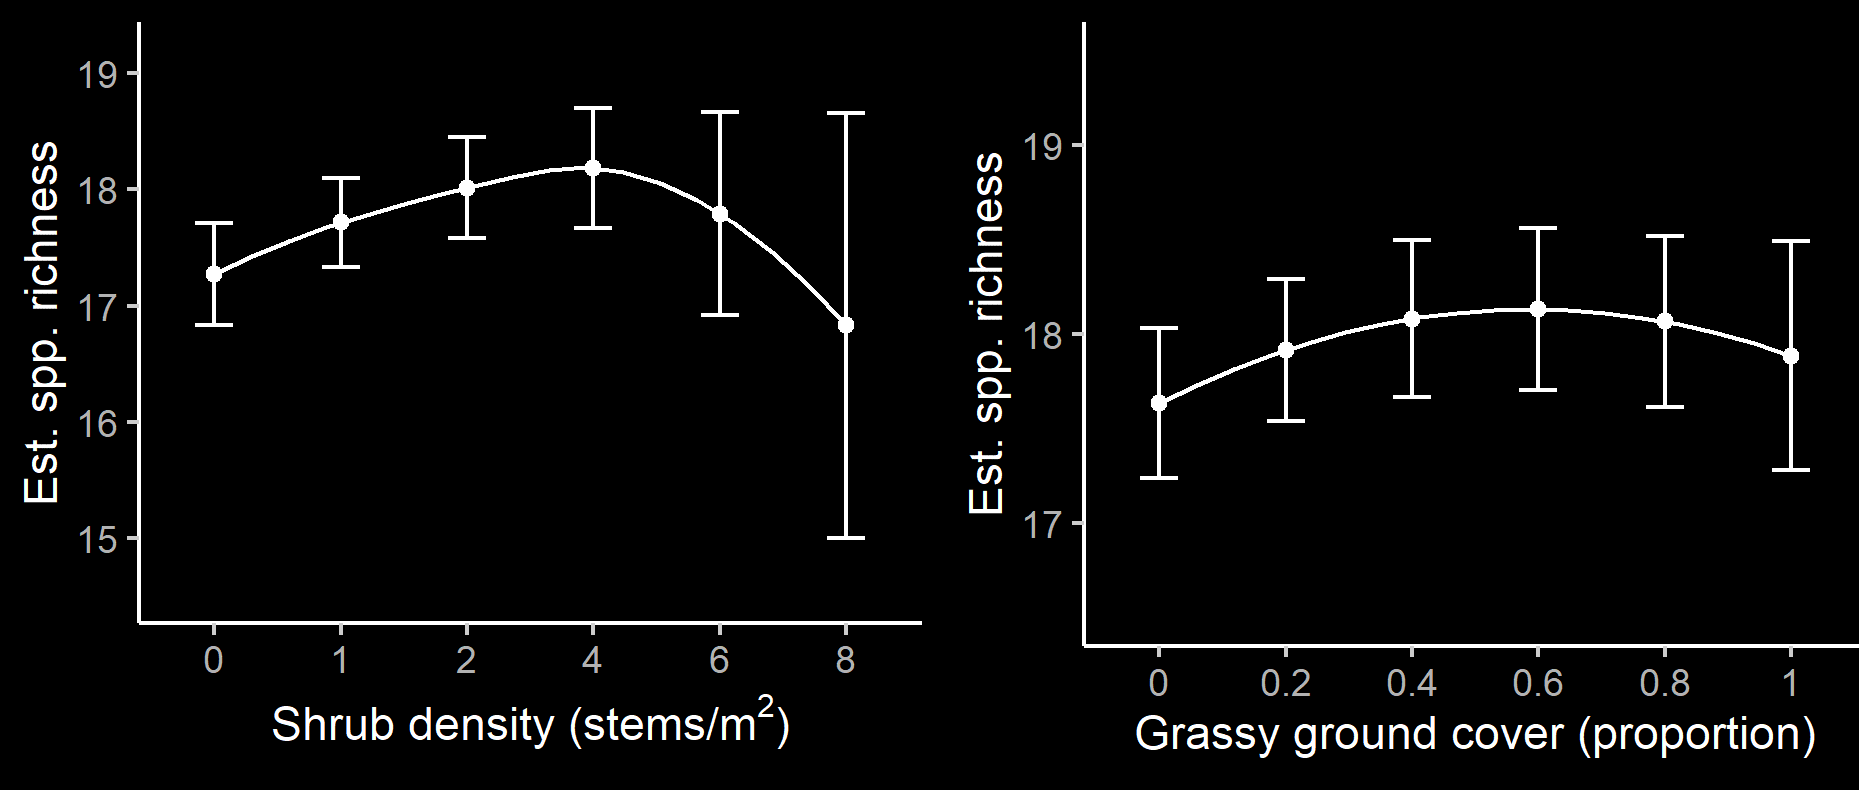 Est. spp. richness
19
18
17
16
15
0 1 2 4 6 8
Shrub density (stems/m²)
Est. spp. richness
19
18
17
0 0.2 0.4 0.6 0.8 1
Grassy ground cover (proportion)